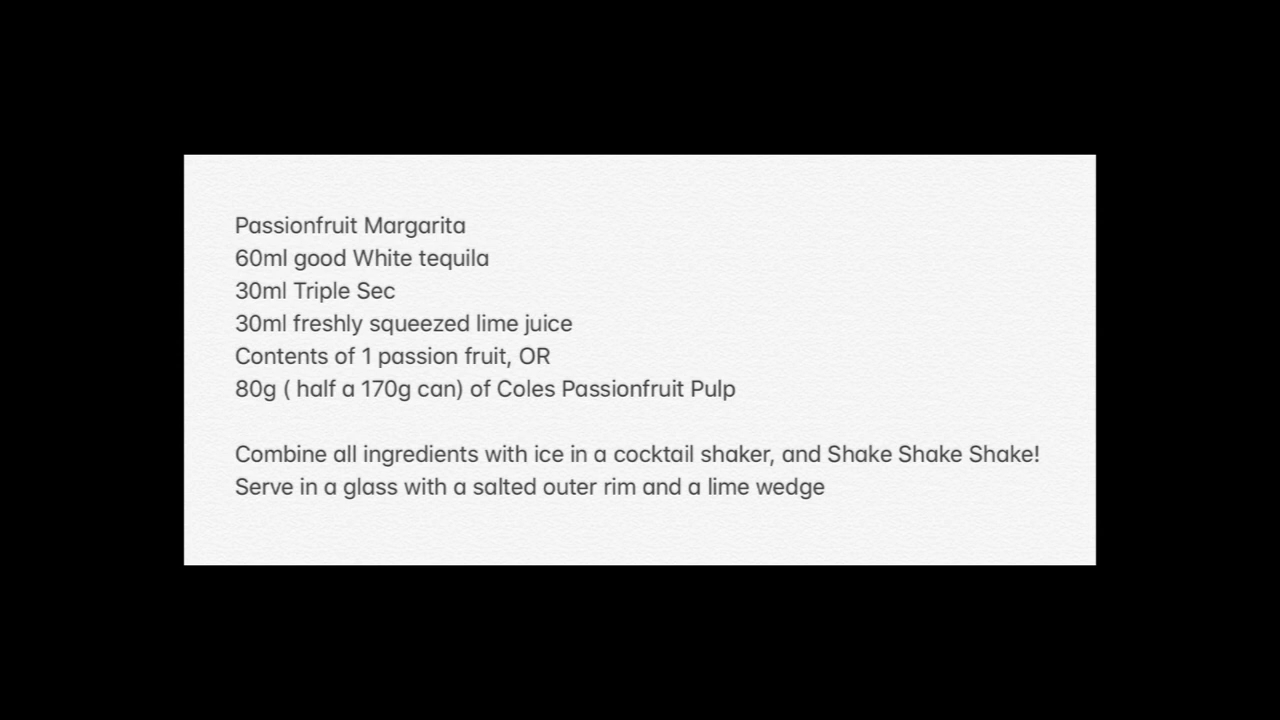 Passionfruit Margarita
60ml good White tequila
30ml Triple Sec
30ml freshly squeezed lime juice
Contents of 1 passion fruit, OR
80g ( half a 170g can) of Coles Passionfruit Pulp
Combine all ingredients with ice in a cocktail shaker, and Shake Shake Shake!
Serve in a glass with a salted outer rim and a lime wedge